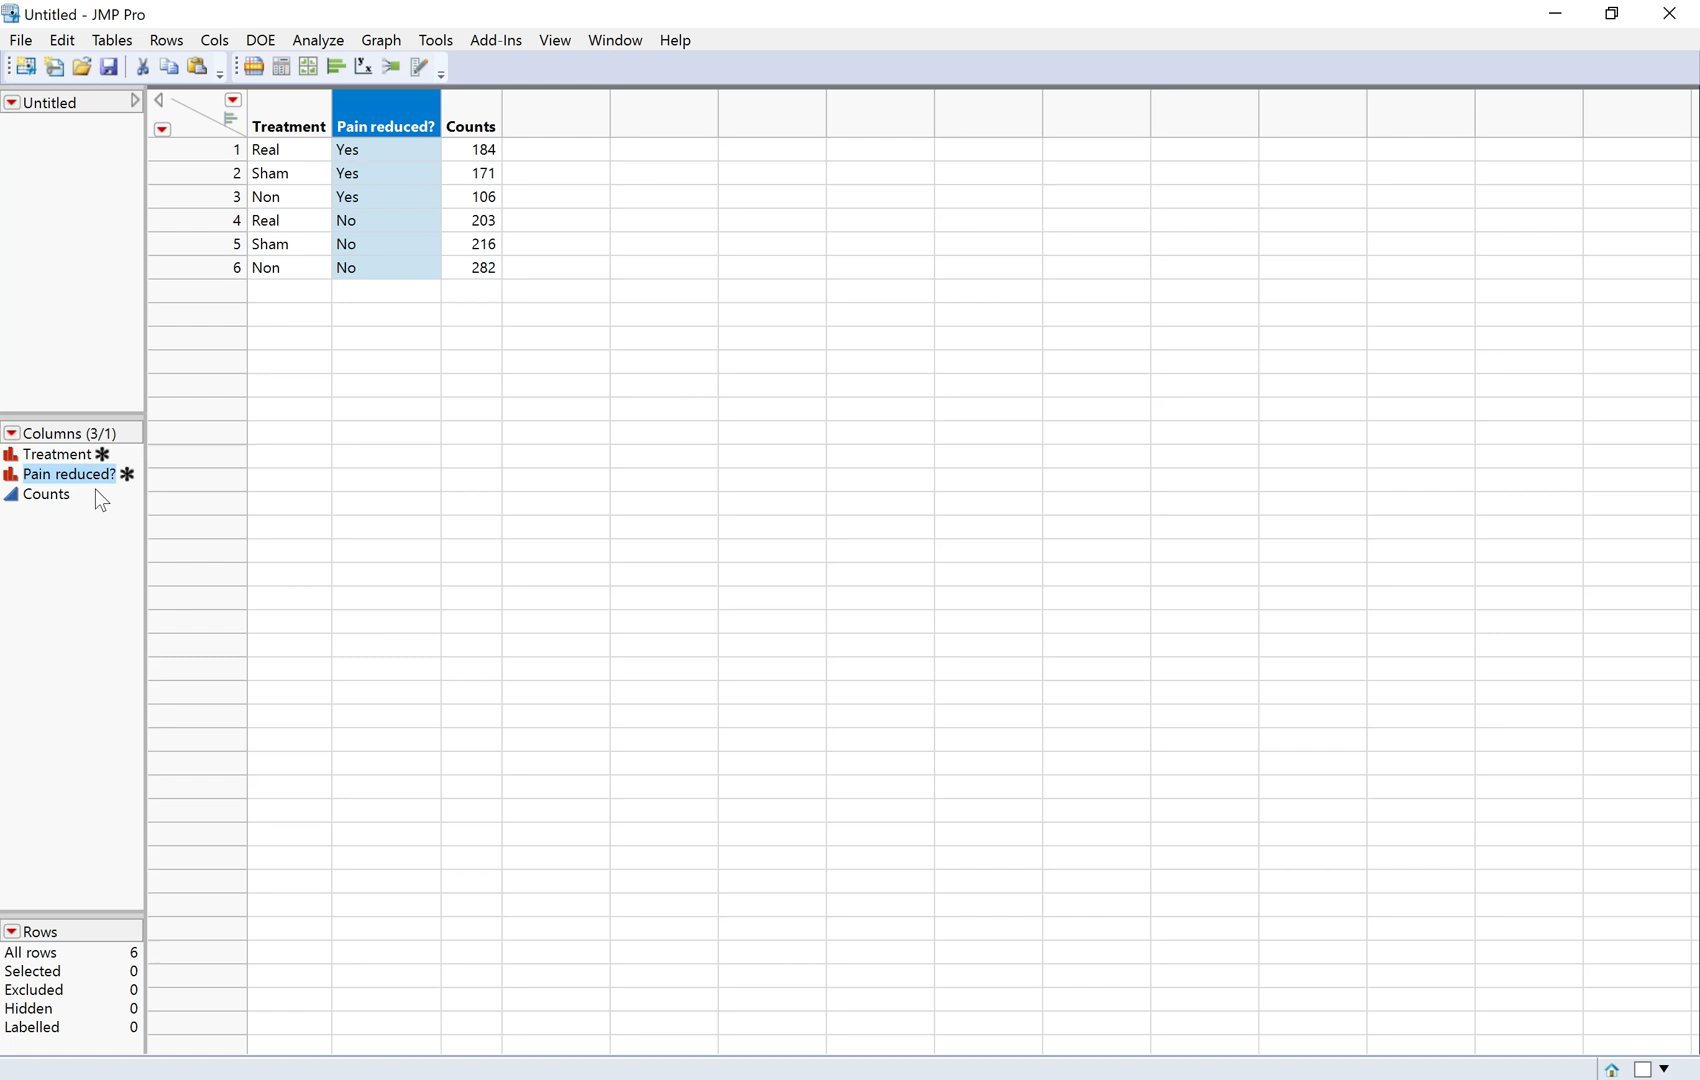 Untitled - JMP Pro
File Edit Tables Rows Cols DOE Analyze Graph Tools Add-Ins View Window Help
Untitled
Treatment Pain reduced? Counts
1 Real Yes 184
2 Sham Yes 171
3 Non Yes 106
4 Real No 203
5 Sham No 216
6 Non No 282
Columns (3/1)
Treatment
Pain reduced?
Counts
Rows
All rows 6
Selected 0
Excluded 0
Hidden 0
Labelled 0